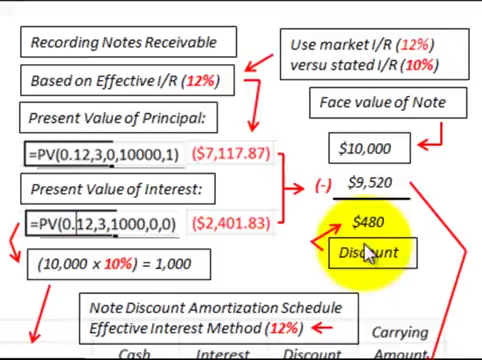 Recording Notes Receivable
Use market I/R (12%)
versu stated I/R (10%)
Based on Effective I/R (12%)
Face value of Note
Present Value of Principal:
=PV(0.12,3,0,10000,1)
($7,117.87)
$10,000
Present Value of Interest:
(-)
$9,520
=PV(0.12,3,1000,0,0)
($2,401.83)
$480
Discount
(10,000 x 10%) = 1,000
Note Discount Amortization Schedule
Effective Interest Method (12%)
Carrying
Cash
Interest
Discount
Amount